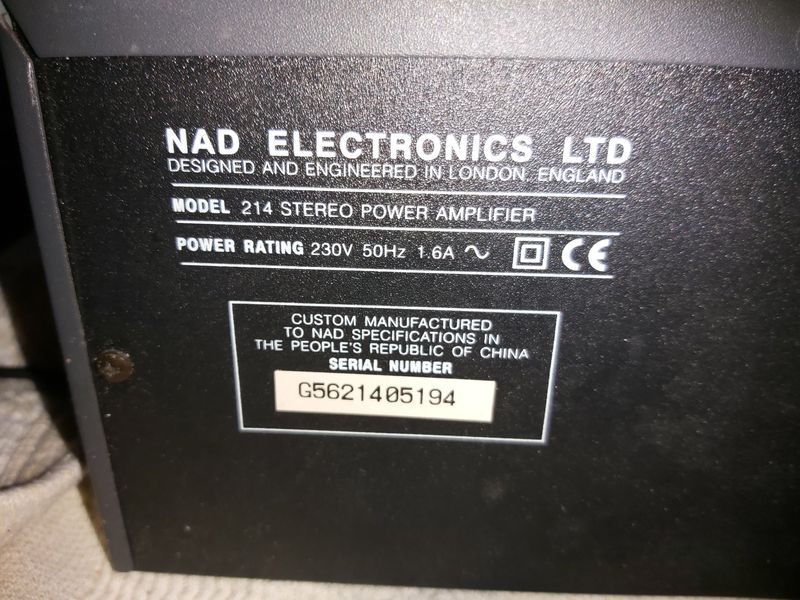 NAD ELECTRONICS LTD
DESIGNED AND ENGINEERED IN LONDON, ENGLAND
MODEL 214 STEREO POWER AMPLIFIER
POWER RATING 230V 50Hz 1.6A ∿ CE
CUSTOM MANUFACTURED
TO NAD SPECIFICATIONS IN
THE PEOPLE'S REPUBLIC OF CHINA
SERIAL NUMBER
G5621405194